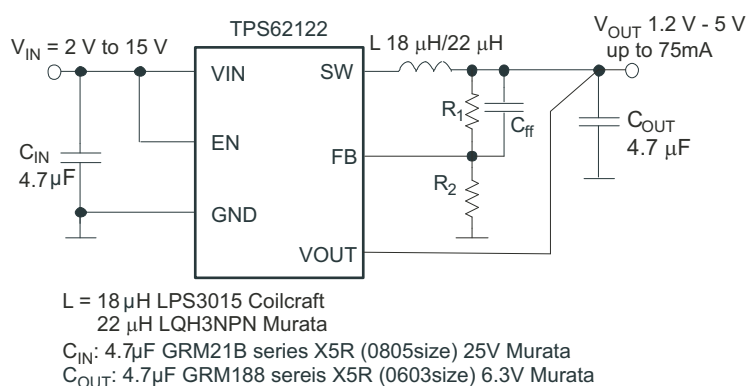 TPS62122
V_IN = 2 V to 15 V
L 18 μH/22 μH
V_OUT 1.2 V - 5 V
up to 75mA
VIN
SW
EN
R_1
C_ff
C_IN
4.7μF
FB
C_OUT
4.7 μF
R_2
GND
VOUT
L = 18 μH LPS3015 Coilcraft
22 μH LQH3NPN Murata
C_IN: 4.7μF GRM21B series X5R (0805size) 25V Murata
C_OUT: 4.7μF GRM188 sereis X5R (0603size) 6.3V Murata